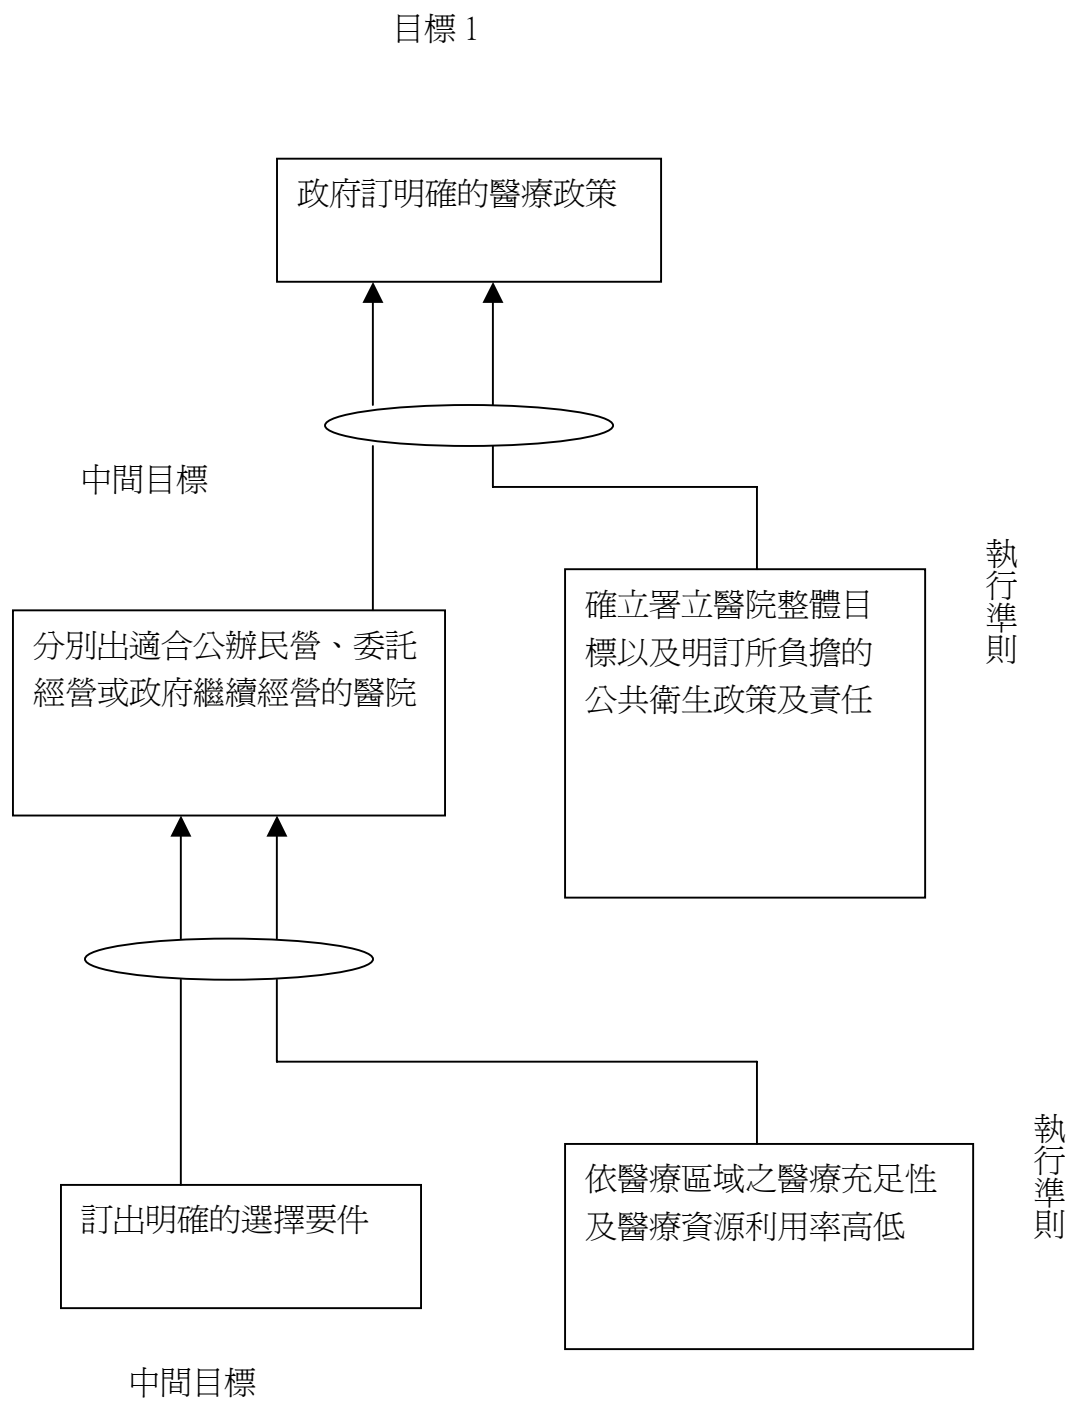 目標 1
政府訂明確的醫療政策
中間目標
執行準則
分別出適合公辦民營、委託
經營或政府繼續經營的醫院
確立署立醫院整體目
標以及明訂所負擔的
公共衛生政策及責任
執行準則
訂出明確的選擇要件
依醫療區域之醫療充足性
及醫療資源利用率高低
中間目標